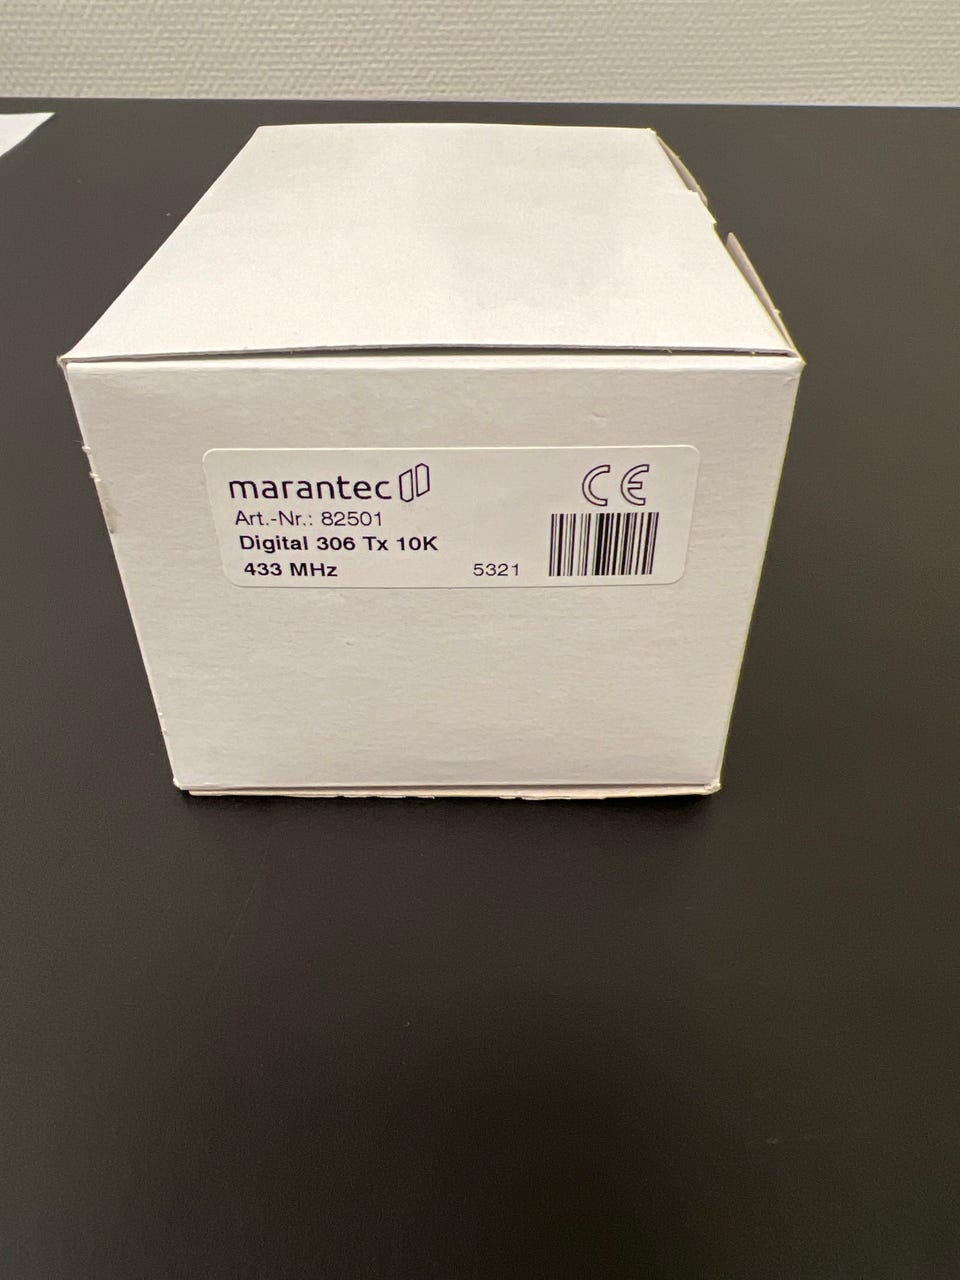 marantec
CE
Art.-Nr.: 82501
Digital 306 Tx 10K
433 MHz 5321